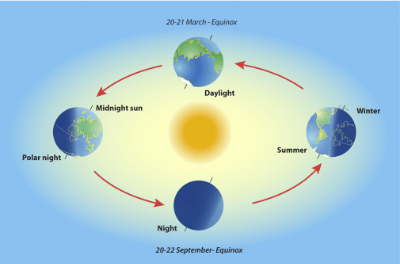 20-21 March - Equinox
Daylight
Midnight sun
Winter
Polar night
Summer
Night
20-22 September- Equinox